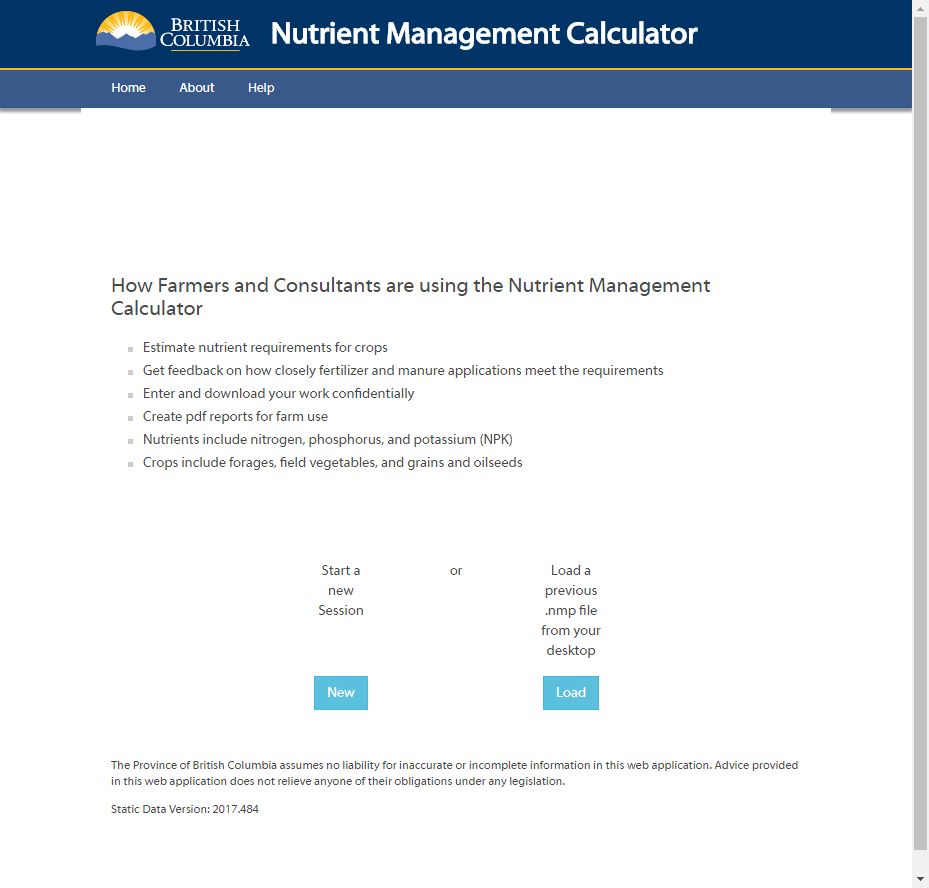 BRITISH
COLUMBIA
Nutrient Management Calculator
Home About Help
How Farmers and Consultants are using the Nutrient Management
Calculator
Estimate nutrient requirements for crops
Get feedback on how closely fertilizer and manure applications meet the requirements
Enter and download your work confidentially
Create pdf reports for farm use
Nutrients include nitrogen, phosphorus, and potassium (NPK)
Crops include forages, field vegetables, and grains and oilseeds
Start a
new
Session
or
Load a
previous
.nmp file
from your
desktop
New
Load
The Province of British Columbia assumes no liability for inaccurate or incomplete information in this web application. Advice provided
in this web application does not relieve anyone of their obligations under any legislation.
Static Data Version: 2017.484